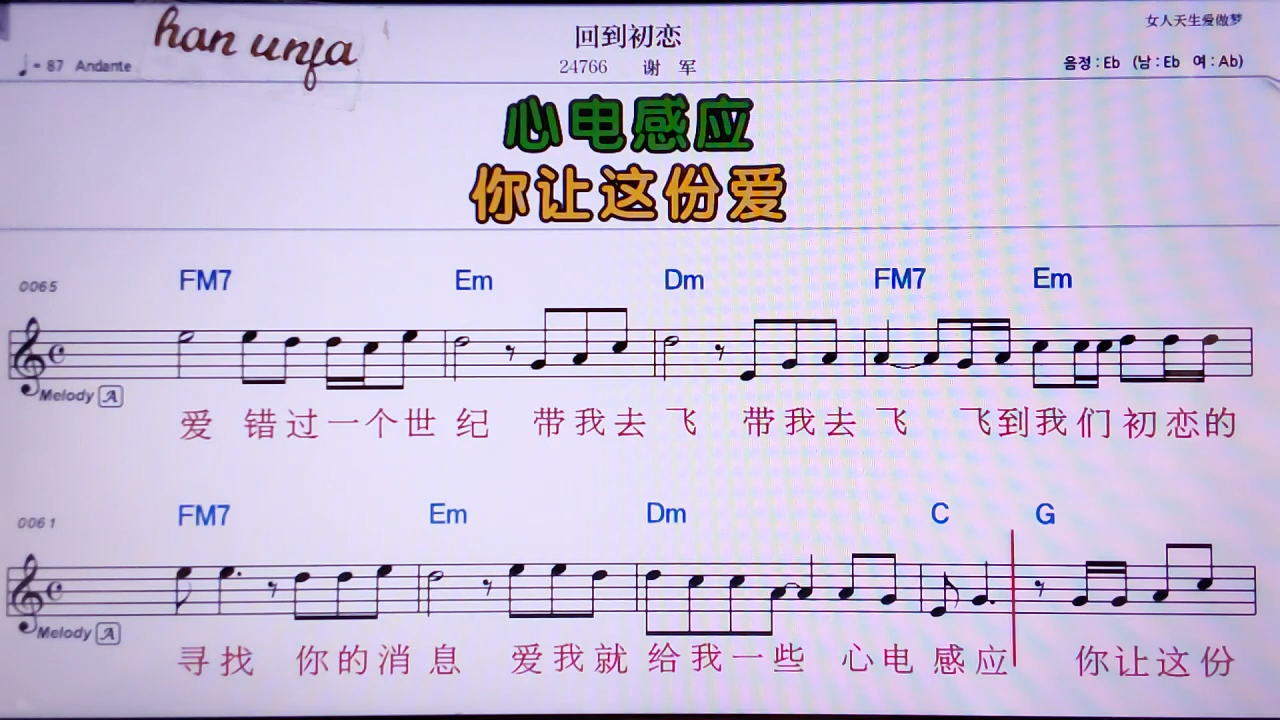 han unfa
回到初恋
女人天生爱做梦
♩= 87 Andante
24766 谢 军
음정 : Eb (남 : Eb 여 : Ab)
心电感应
你让这份爱
0065 FM7 Em Dm FM7 Em
Melody A
爱 错过一个世纪 带我去飞 带我去飞 飞到我们初恋的
0061 FM7 Em Dm C G
Melody A
寻找 你的消息 爱我就给我一些 心电感应 你让这份